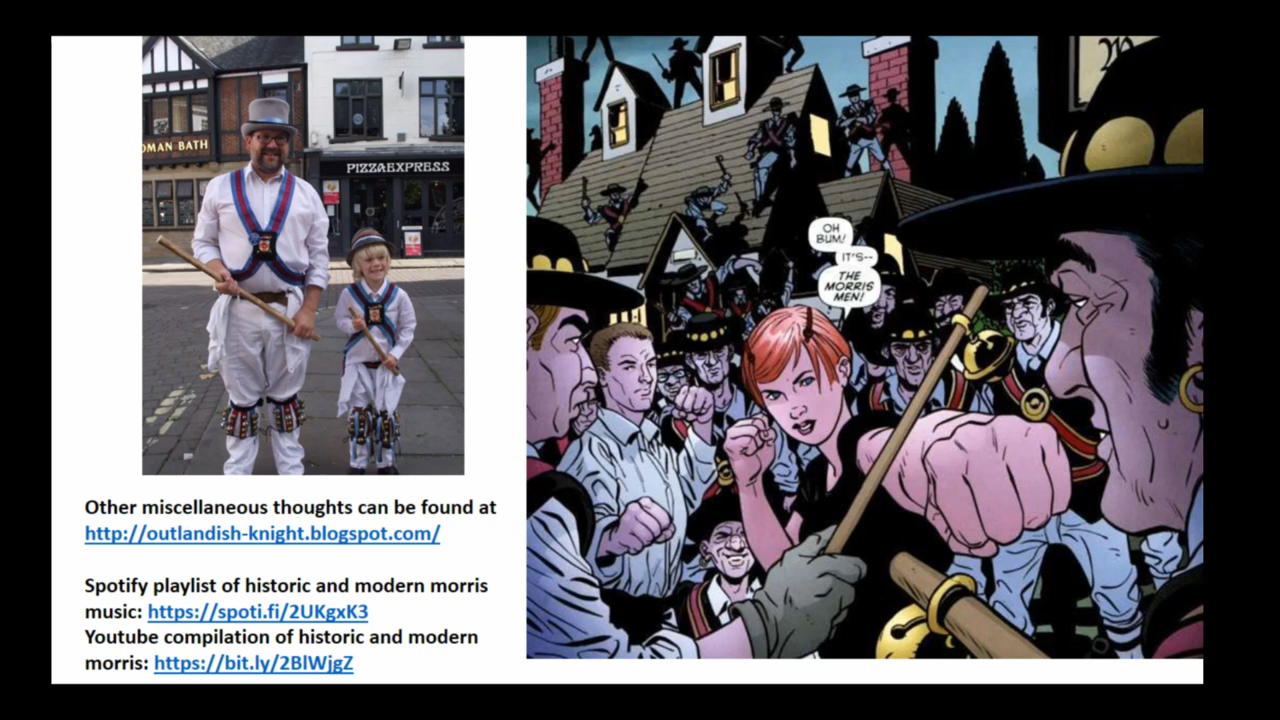 OMAN BATH
PIZZAEXPRESS
Other miscellaneous thoughts can be found at
http://outlandish-knight.blogspot.com/
Spotify playlist of historic and modern morris
music: https://spoti.fi/2UKgxK3
Youtube compilation of historic and modern
morris: https://bit.ly/2BlWjgZ
OH
BUM!
IT'S--
THE
MORRIS
MEN!